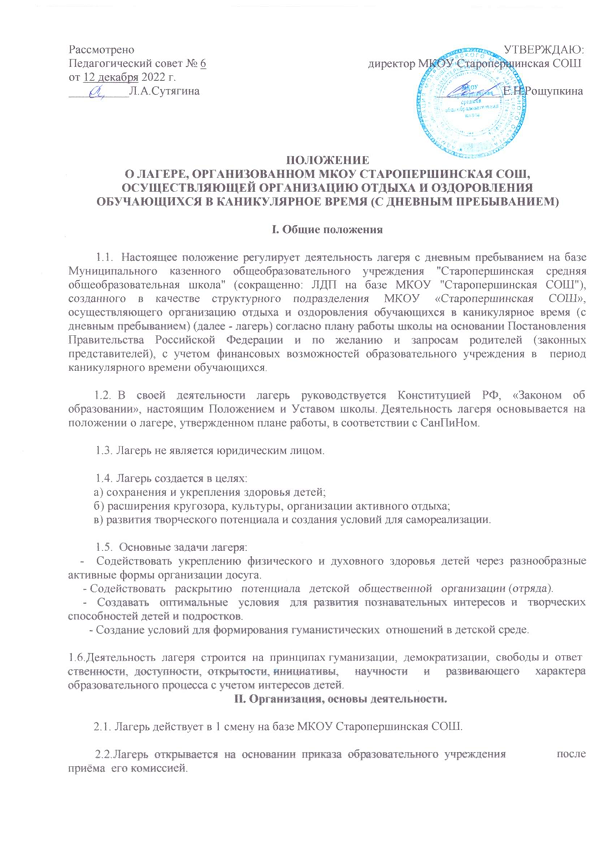 Рассмотрено УТВЕРЖДАЮ:
Педагогический совет № 6 директор МКОУ Старопершинская СОШ
от 12 декабря 2022 г.
Л.А.Сутягина Е.Н.Рощупкина
ПОЛОЖЕНИЕ
О ЛАГЕРЕ, ОРГАНИЗОВАННОМ МКОУ СТАРОПЕРШИНСКАЯ СОШ,
ОСУЩЕСТВЛЯЮЩЕЙ ОРГАНИЗАЦИЮ ОТДЫХА И ОЗДОРОВЛЕНИЯ
ОБУЧАЮЩИХСЯ В КАНИКУЛЯРНОЕ ВРЕМЯ (С ДНЕВНЫМ ПРЕБЫВАНИЕМ)
I. Общие положения
1.1. Настоящее положение регулирует деятельность лагеря с дневным пребыванием на базе
Муниципального казенного общеобразовательного учреждения "Старопершинская средняя
общеобразовательная школа" (сокращенно: ЛДП на базе МКОУ "Старопершинская СОШ"),
созданного в качестве структурного подразделения МКОУ «Старопершинская СОШ»,
осуществляющего организацию отдыха и оздоровления обучающихся в каникулярное время (с
дневным пребыванием) (далее - лагерь) согласно плану работы школы на основании Постановления
Правительства Российской Федерации и по желанию и запросам родителей (законных
представителей), с учетом финансовых возможностей образовательного учреждения в период
каникулярного времени обучающихся.
1.2. В своей деятельности лагерь руководствуется Конституцией РФ, «Законом об
образовании», настоящим Положением и Уставом школы. Деятельность лагеря основывается на
положении о лагере, утвержденном плане работы, в соответствии с СанПиНом.
1.3. Лагерь не является юридическим лицом.
1.4. Лагерь создается в целях:
а) сохранения и укрепления здоровья детей;
б) расширения кругозора, культуры, организации активного отдыха;
в) развития творческого потенциала и создания условий для самореализации.
1.5. Основные задачи лагеря:
- Содействовать укреплению физического и духовного здоровья детей через разнообразные
активные формы организации досуга.
- Содействовать раскрытию потенциала детской общественной организации (отряда).
- Создавать оптимальные условия для развития познавательных интересов и творческих
способностей детей и подростков.
- Создание условий для формирования гуманистических отношений в детской среде.
1.6.Деятельность лагеря строится на принципах гуманизации, демократизации, свободы и ответ
ственности, доступности, открытости, инициативы, научности и развивающего характера
образовательного процесса с учетом интересов детей.
II. Организация, основы деятельности.
2.1. Лагерь действует в 1 смену на базе МКОУ Старопершинская СОШ.
2.2.Лагерь открывается на основании приказа образовательного учреждения после
приёма его комиссией.